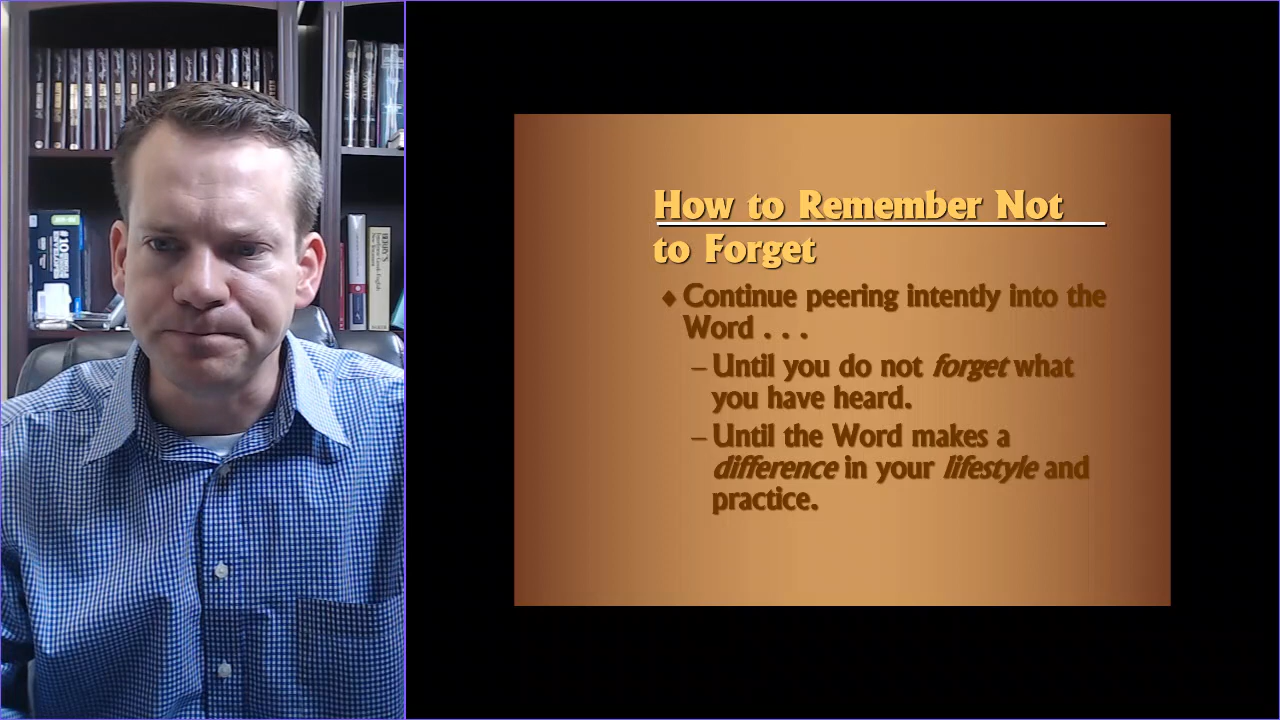 How to Remember Not
to Forget
♦ Continue peering intently into the
Word . . .
– Until you do not forget what
you have heard.
– Until the Word makes a
difference in your lifestyle and
practice.